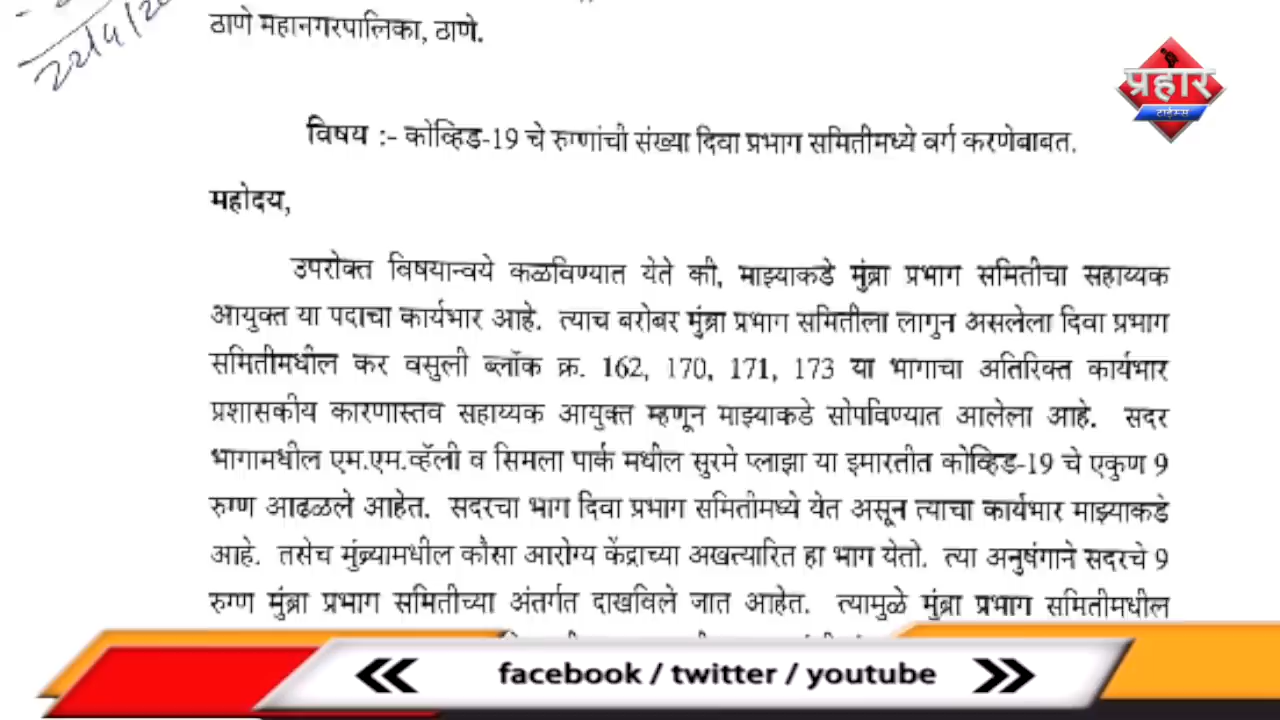 22/4/20
ठाणे महानगरपालिका, ठाणे.
प्रहार
टाईम्स
विषय :- कोव्हिड-19 चे रुग्णांची संख्या दिवा प्रभाग समितीमध्ये वर्ग करणेबाबत.
महोदय,
उपरोक्त विषयान्वये कळविण्यात येते की, माझ्याकडे मुंब्रा प्रभाग समितीचा सहाय्यक
आयुक्त या पदाचा कार्यभार आहे. त्याच बरोबर मुंब्रा प्रभाग समितीला लागुन असलेला दिवा प्रभाग
समितीमधील कर वसुली ब्लॉक क्र. 162, 170, 171, 173 या भागाचा अतिरिक्त कार्यभार
प्रशासकीय कारणास्तव सहाय्यक आयुक्त म्हणून माझ्याकडे सोपविण्यात आलेला आहे. सदर
भागामधील एम.एम.व्हॅली व सिमला पार्क मधील सुरमे प्लाझा या इमारतीत कोव्हिड-19 चे एकुण 9
रुग्ण आढळले आहेत. सदरचा भाग दिवा प्रभाग समितीमध्ये येत असून त्याचा कार्यभार माझ्याकडे
आहे. तसेच मुंब्र्यामधील कौसा आरोग्य केंद्राच्या अखत्यारित हा भाग येतो. त्या अनुषंगाने सदरचे 9
रुग्ण मुंब्रा प्रभाग समितीच्या अंतर्गत दाखविले जात आहेत. त्यामुळे मुंब्रा प्रभाग समितीमधील
facebook / twitter / youtube